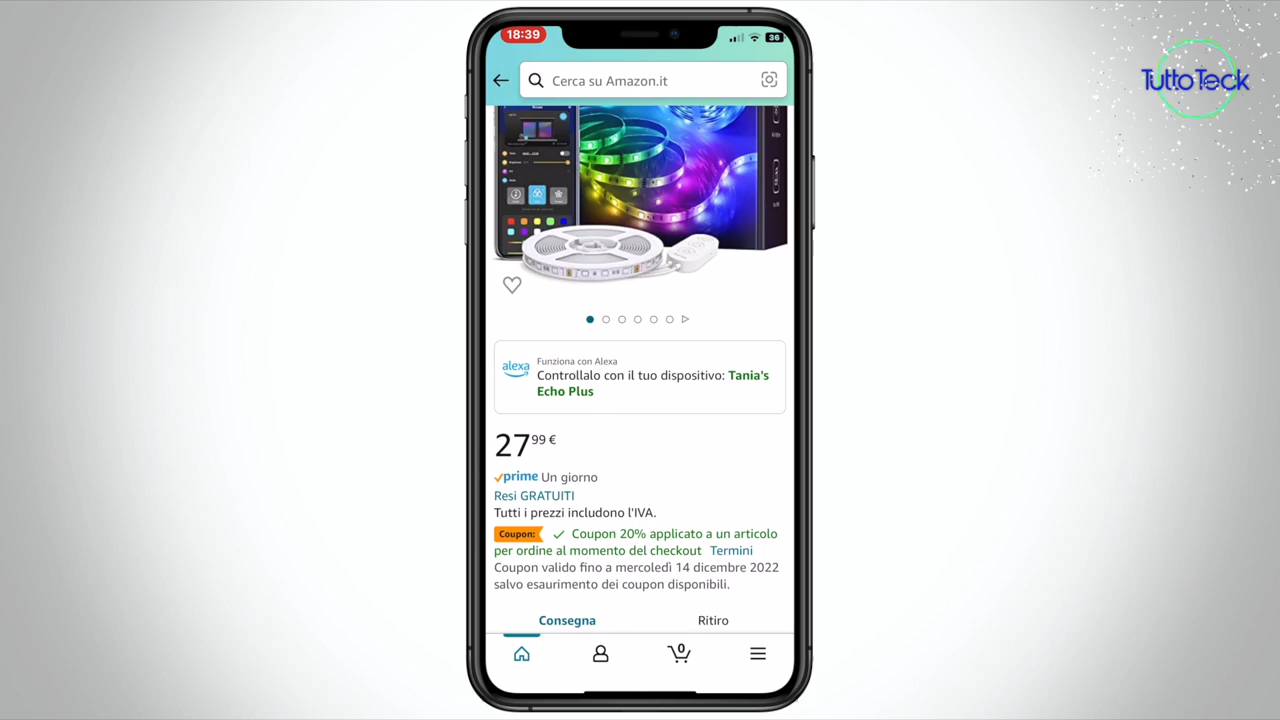 18:39
36
Cerca su Amazon.it
TuttoTeck
alexa
Funziona con Alexa
Controllalo con il tuo dispositivo: Tania's
Echo Plus
27 99 €
prime Un giorno
Resi GRATUITI
Tutti i prezzi includono l'IVA.
Coupon: Coupon 20% applicato a un articolo
per ordine al momento del checkout Termini
Coupon valido fino a mercoledì 14 dicembre 2022
salvo esaurimento dei coupon disponibili.
Consegna Ritiro
0